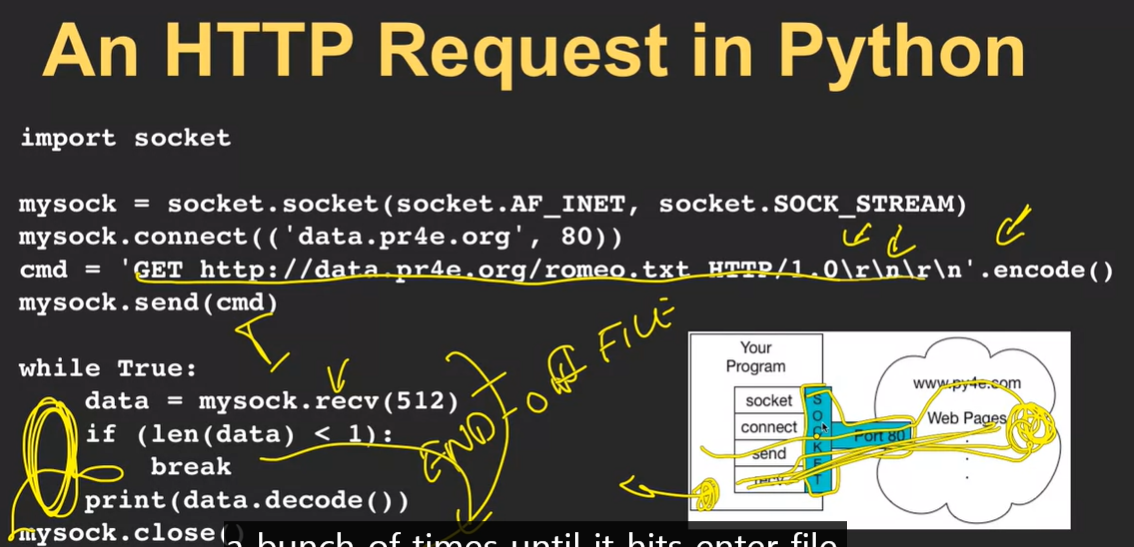 An HTTP Request in Python
import socket
mysock = socket.socket(socket.AF_INET, socket.SOCK_STREAM)
mysock.connect(('data.pr4e.org', 80))
cmd = 'GET http://data.pr4e.org/romeo.txt HTTP/1.0\r\n\r\n'.encode()
mysock.send(cmd)
while True:
    data = mysock.recv(512)
    if (len(data) < 1):
        break
    print(data.decode())
mysock.close()
END OF FILE
Your
Program
socket
connect
send
recv
SOCKET
Port 80
www.py4e.com
Web Pages
.
.
a bunch of times until it hits enter file